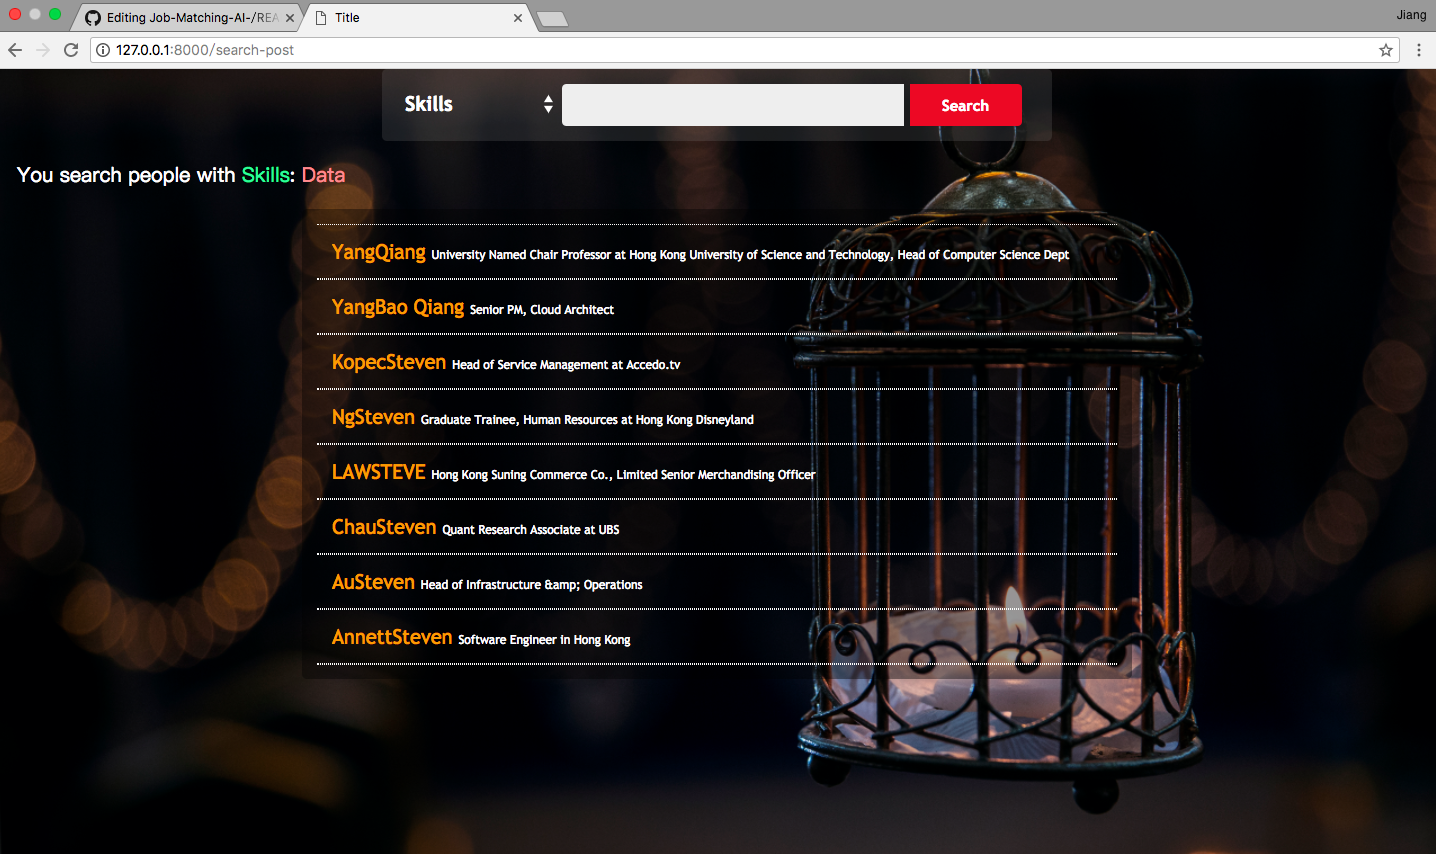 Editing Job-Matching-AI-/REA
Title
Jiang
127.0.0.1:8000/search-post
Skills
Search
You search people with Skills: Data
YangQiang University Named Chair Professor at Hong Kong University of Science and Technology, Head of Computer Science Dept
YangBao Qiang Senior PM, Cloud Architect
KopecSteven Head of Service Management at Accedo.tv
NgSteven Graduate Trainee, Human Resources at Hong Kong Disneyland
LAWSTEVE Hong Kong Suning Commerce Co., Limited Senior Merchandising Officer
ChauSteven Quant Research Associate at UBS
AuSteven Head of Infrastructure &amp; Operations
AnnettSteven Software Engineer in Hong Kong